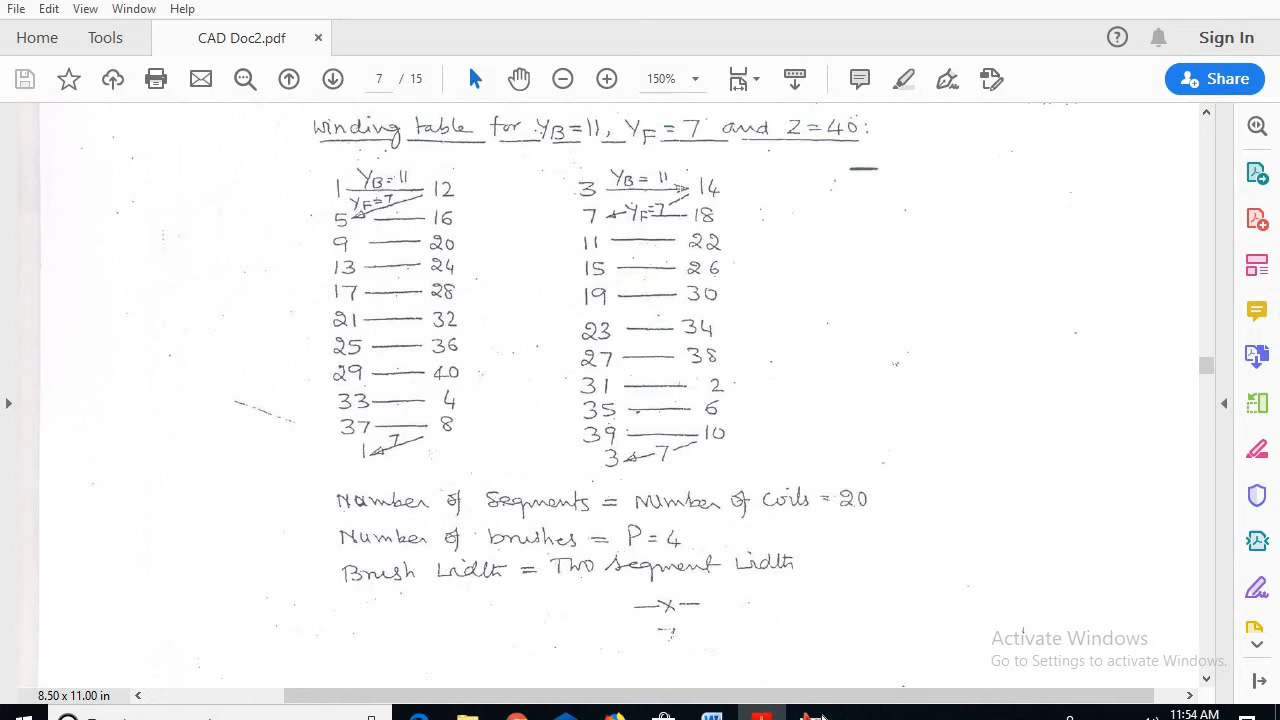 File Edit View Window Help
Home Tools CAD Doc2.pdf × Sign In
7 / 15 150% Share
Winding table for YB=11, YF=7 and Z=40:
1 YB=11 12 3 YB=11 14
YF=7
5 16 7 YF=7 18
9 20 11 22
13 24 15 26
17 28 19 30
21 32 23 34
25 36 27 38
29 40 31 2
33 4 35 6
37 8 39 10
1 7 3 7
Number of Segments = Number of coils = 20
Number of brushes = P = 4
Brush Width = Two segment Width
—x—
Activate Windows
Go to Settings to activate Windows.
8.50 x 11.00 in
11:54 AM